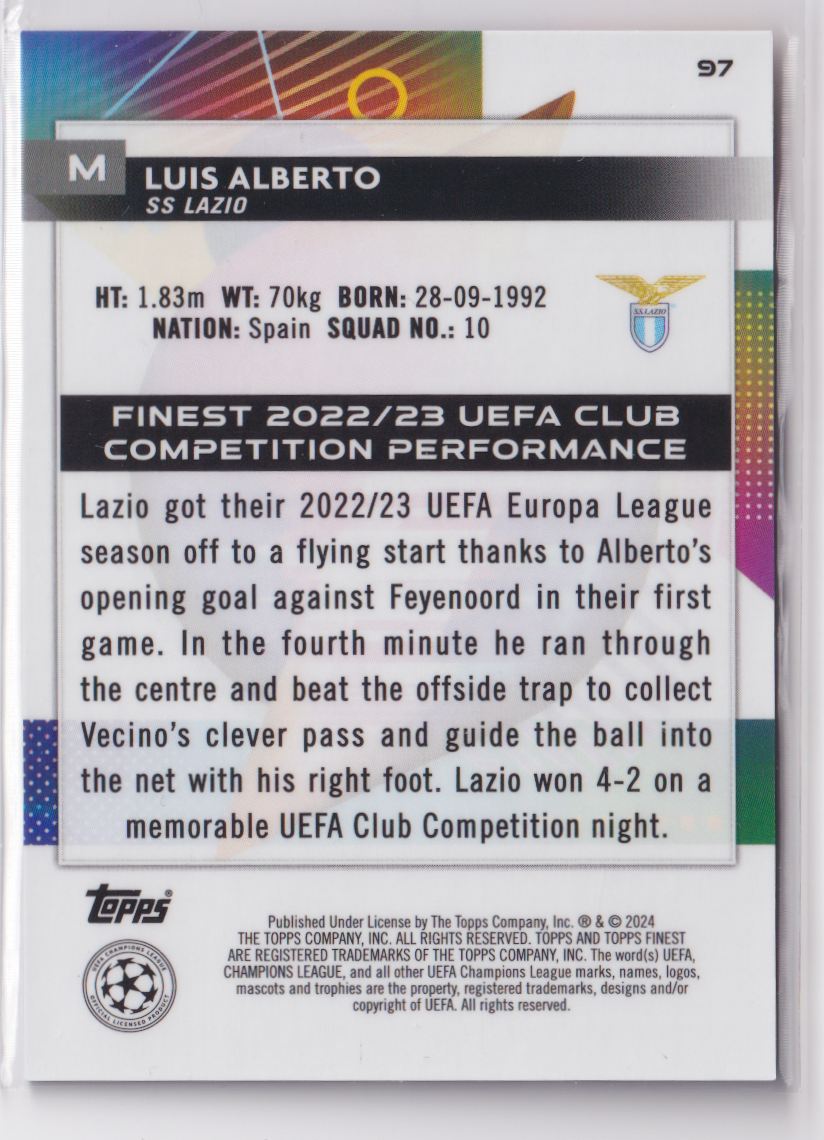 97
M
LUIS ALBERTO
SS LAZIO
HT: 1.83m WT: 70kg BORN: 28-09-1992
NATION: Spain SQUAD NO.: 10
S.S.LAZIO
FINEST 2022/23 UEFA CLUB
COMPETITION PERFORMANCE
Lazio got their 2022/23 UEFA Europa League
season off to a flying start thanks to Alberto's
opening goal against Feyenoord in their first
game. In the fourth minute he ran through
the centre and beat the offside trap to collect
Vecino's clever pass and guide the ball into
the net with his right foot. Lazio won 4-2 on a
memorable UEFA Club Competition night.
Topps®
UEFA CHAMPIONS LEAGUE
OFFICIAL LICENSED PRODUCT
Published Under License by The Topps Company, Inc. ® & © 2024
THE TOPPS COMPANY, INC. ALL RIGHTS RESERVED. TOPPS AND TOPPS FINEST
ARE REGISTERED TRADEMARKS OF THE TOPPS COMPANY, INC. The word(s) UEFA,
CHAMPIONS LEAGUE, and all other UEFA Champions League marks, names, logos,
mascots and trophies are the property, registered trademarks, designs and/or
copyright of UEFA. All rights reserved.